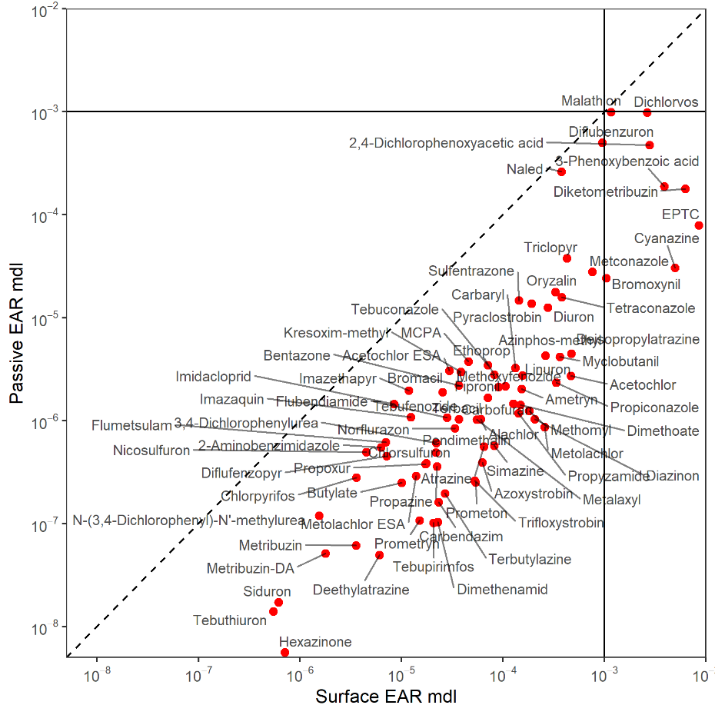 10⁻²
10⁻³
10⁻⁴
10⁻⁵
10⁻⁶
10⁻⁷
10⁻⁸
Passive EAR mdl
Malathion
Dichlorvos
Diflubenzuron
2,4-Dichlorophenoxyacetic acid
3-Phenoxybenzoic acid
Naled
Diketometribuzin
EPTC
Cyanazine
Triclopyr
Metconazole
Sulfentrazone
Oryzalin
Bromoxynil
Carbaryl
Tetraconazole
Tebuconazole
Pyraclostrobin
Diuron
Kresoxim-methyl
MCPA
Azinphos-methyl
Deisopropylatrazine
Bentazone
Acetochlor ESA
Ethoprop
Myclobutanil
Imidacloprid
Imazethapyr
Bromacil
Methoxyfenozide
Linuron
Acetochlor
Fipronil
Imazaquin
Flubendiamide
Tebufenozide
Terbacil
Carbofuran
Ametryn
Propiconazole
Flumetsulam
3,4-Dichlorophenylurea
Norflurazon
Methomyl
Dimethoate
Nicosulfuron
2-Aminobenzimidazole
Pendimethalin
Alachlor
Chlorsulfuron
Metolachlor
Diflufenzopyr
Propoxur
Simazine
Propyzamide
Diazinon
Chlorpyrifos
Butylate
Atrazine
Azoxystrobin
Metalaxyl
N-(3,4-Dichlorophenyl)-N'-methylurea
Metolachlor ESA
Propazine
Prometon
Trifloxystrobin
Metribuzin
Prometryn
Carbendazim
Metribuzin-DA
Tebupirimfos
Terbutylazine
Siduron
Deethylatrazine
Dimethenamid
Tebuthiuron
Hexazinone
10⁻⁸
10⁻⁷
10⁻⁶
10⁻⁵
10⁻⁴
10⁻³
Surface EAR mdl